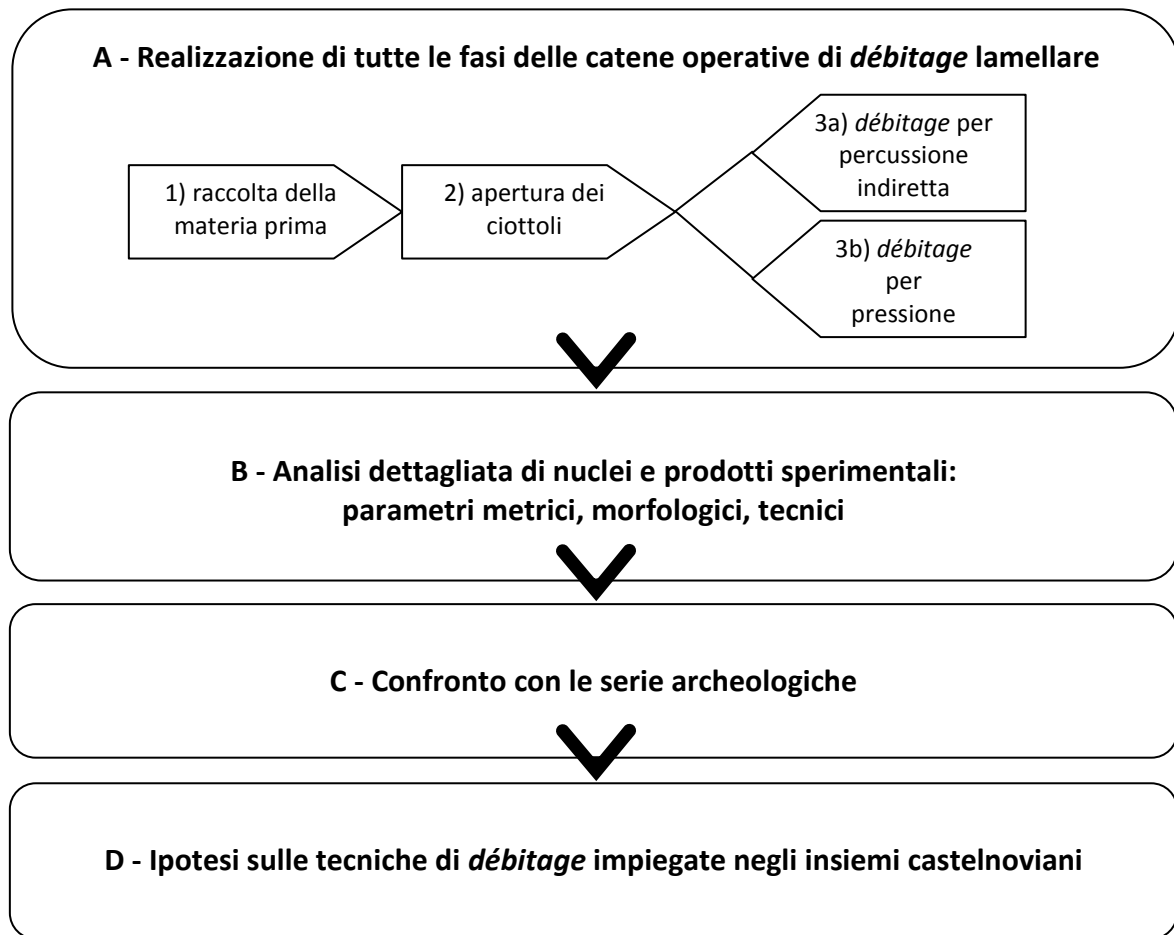 A - Realizzazione di tutte le fasi delle catene operative di débitage lamellare
1) raccolta della
materia prima
2) apertura dei
ciottoli
3a) débitage per
percussione
indiretta
3b) débitage
per
pressione
B - Analisi dettagliata di nuclei e prodotti sperimentali:
parametri metrici, morfologici, tecnici
C - Confronto con le serie archeologiche
D - Ipotesi sulle tecniche di débitage impiegate negli insiemi castelnoviani